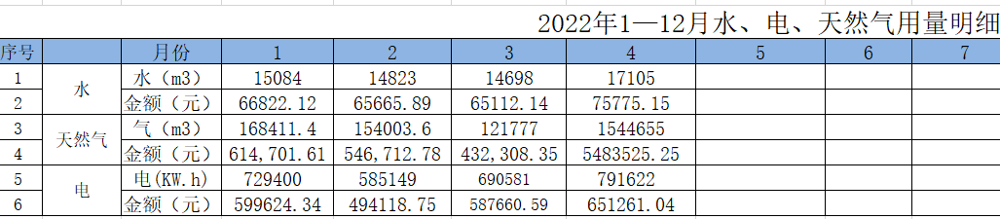 2022年1—12月水、电、天然气用量明细
序号 月份 1 2 3 4 5 6 7
1 水 水（m3） 15084 14823 14698 17105
2 金额（元） 66822.12 65665.89 65112.14 75775.15
3 天然气 气（m3） 168411.4 154003.6 121777 1544655
4 金额（元） 614,701.61 546,712.78 432,308.35 5483525.25
5 电 电(KW.h) 729400 585149 690581 791622
6 金额（元） 599624.34 494118.75 587660.59 651261.04